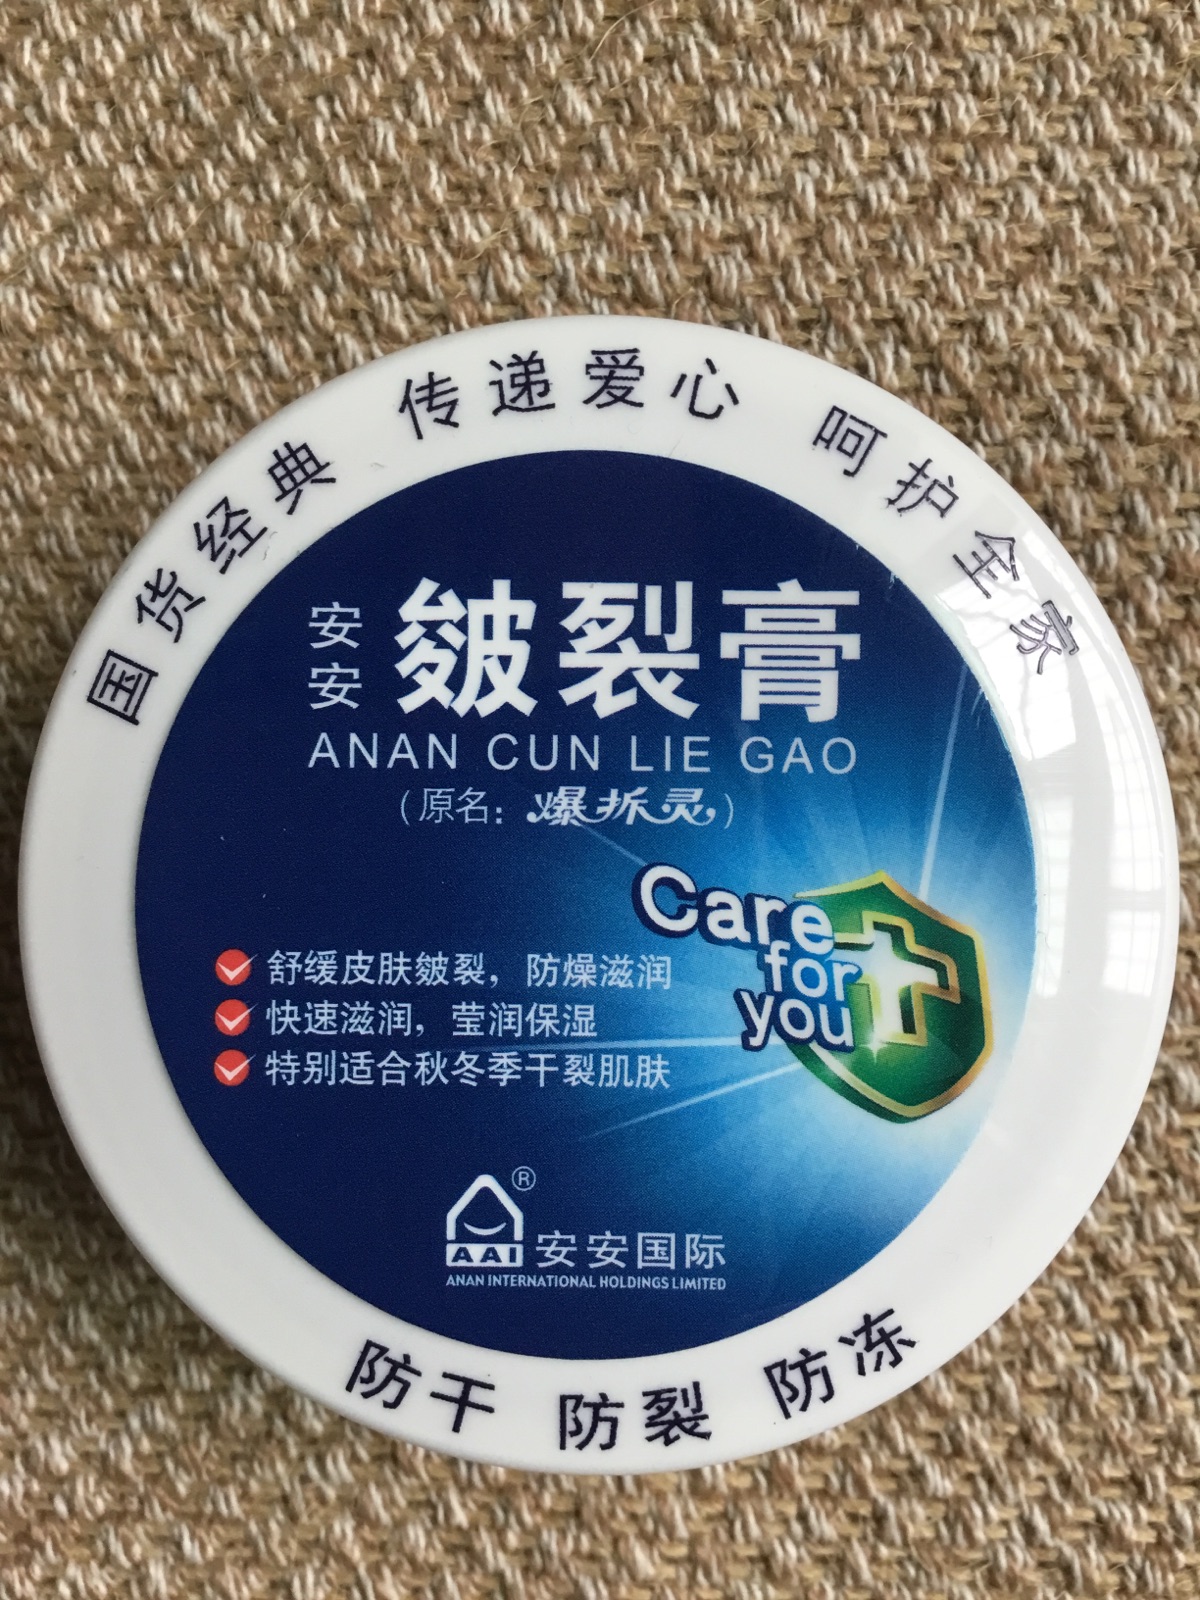 国货经典 传递爱心 呵护全家
安安 皴裂膏
ANAN CUN LIE GAO
(原名：爆拆灵)
Care
for
you
舒缓皮肤皴裂，防燥滋润
快速滋润，莹润保湿
特别适合秋冬季干裂肌肤
®
AAI 安安国际
ANAN INTERNATIONAL HOLDINGS LIMITED
防干 防裂 防冻